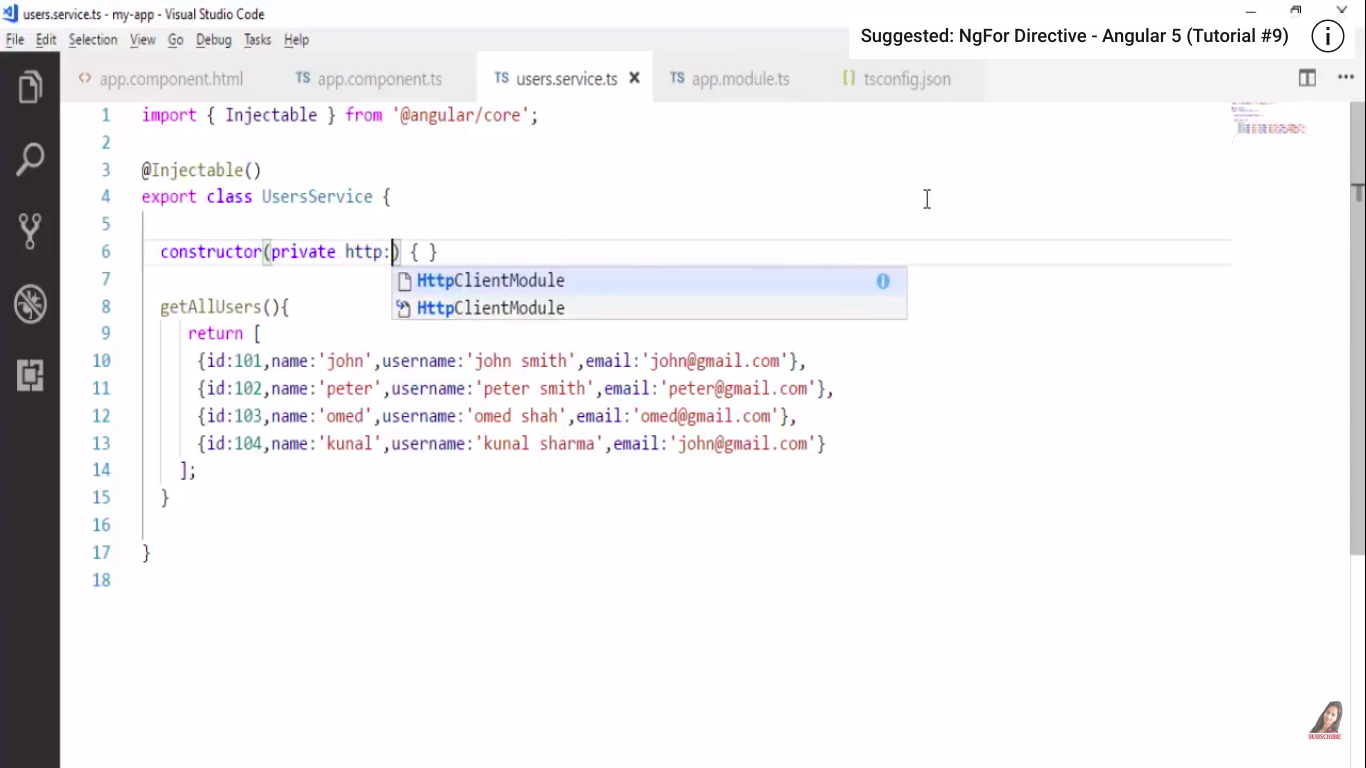 users.service.ts - my-app - Visual Studio Code
File Edit Selection View Go Debug Tasks Help
Suggested: NgFor Directive - Angular 5 (Tutorial #9)
<> app.component.html TS app.component.ts TS users.service.ts TS app.module.ts {} tsconfig.json
1 import { Injectable } from '@angular/core';
2
3 @Injectable()
4 export class UsersService {
5
6 constructor(private http:) { }
7
HttpClientModule
HttpClientModule
8 getAllUsers(){
9 return [
10 {id:101,name:'john',username:'john smith',email:'john@gmail.com'},
11 {id:102,name:'peter',username:'peter smith',email:'peter@gmail.com'},
12 {id:103,name:'omed',username:'omed shah',email:'omed@gmail.com'},
13 {id:104,name:'kunal',username:'kunal sharma',email:'john@gmail.com'}
14 ];
15 }
16
17 }
18
SUBSCRIBE